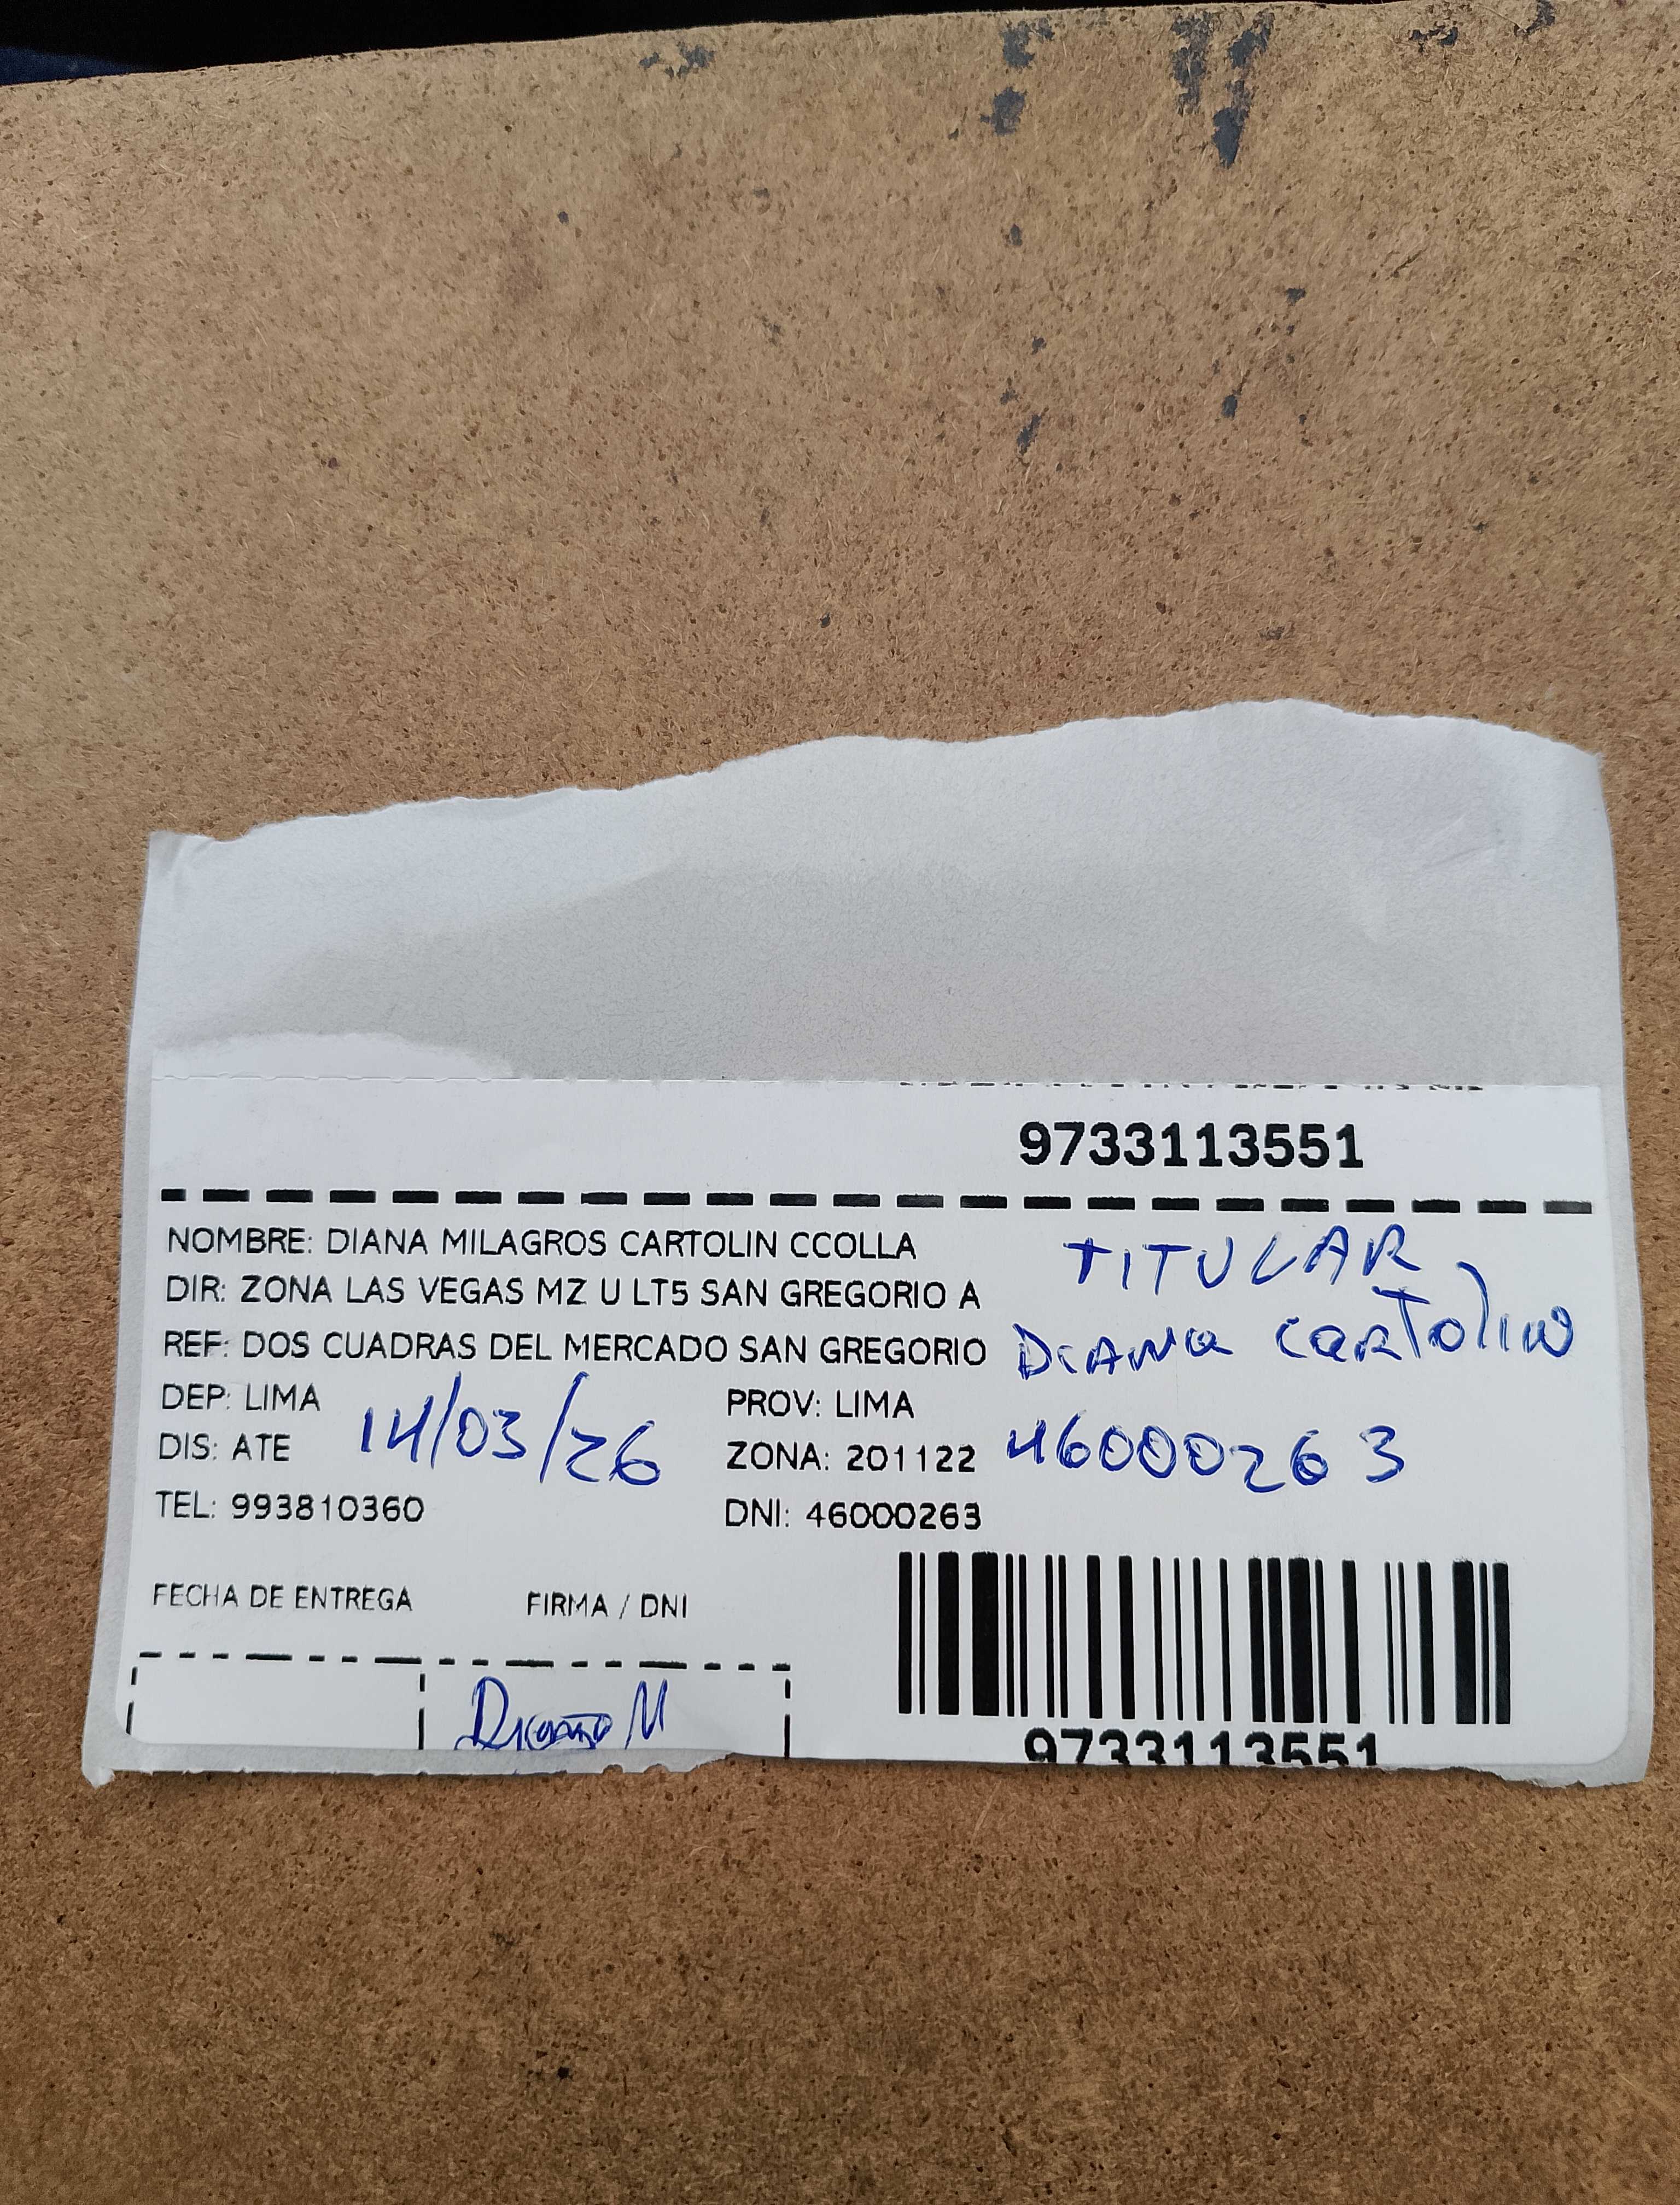 9733113551
NOMBRE: DIANA MILAGROS CARTOLIN CCOLLA
TITULAR
DIR: ZONA LAS VEGAS MZ U LT5 SAN GREGORIO A
REF: DOS CUADRAS DEL MERCADO SAN GREGORIO
Diana Cartolin
DEP: LIMA
PROV: LIMA
14/03/26
DIS: ATE
ZONA: 201122
46000263
TEL: 993810360
DNI: 46000263
FECHA DE ENTREGA
FIRMA / DNI
9733113551